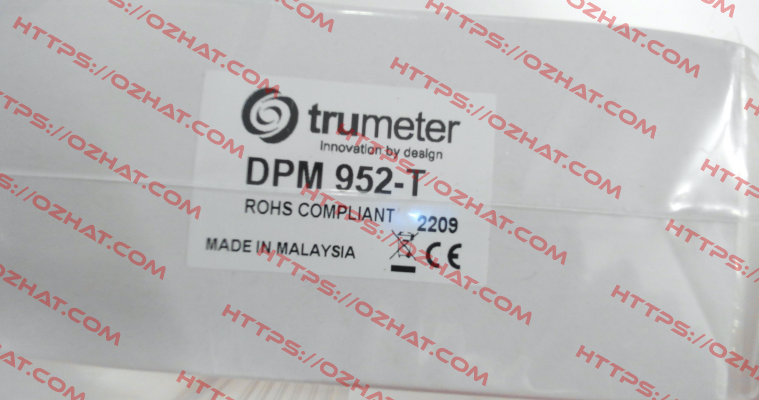 trumeter
innovation by design
DPM 952-T
ROHS COMPLIANT 2209
MADE IN MALAYSIA CE
HTTPS://OZHAT.COM